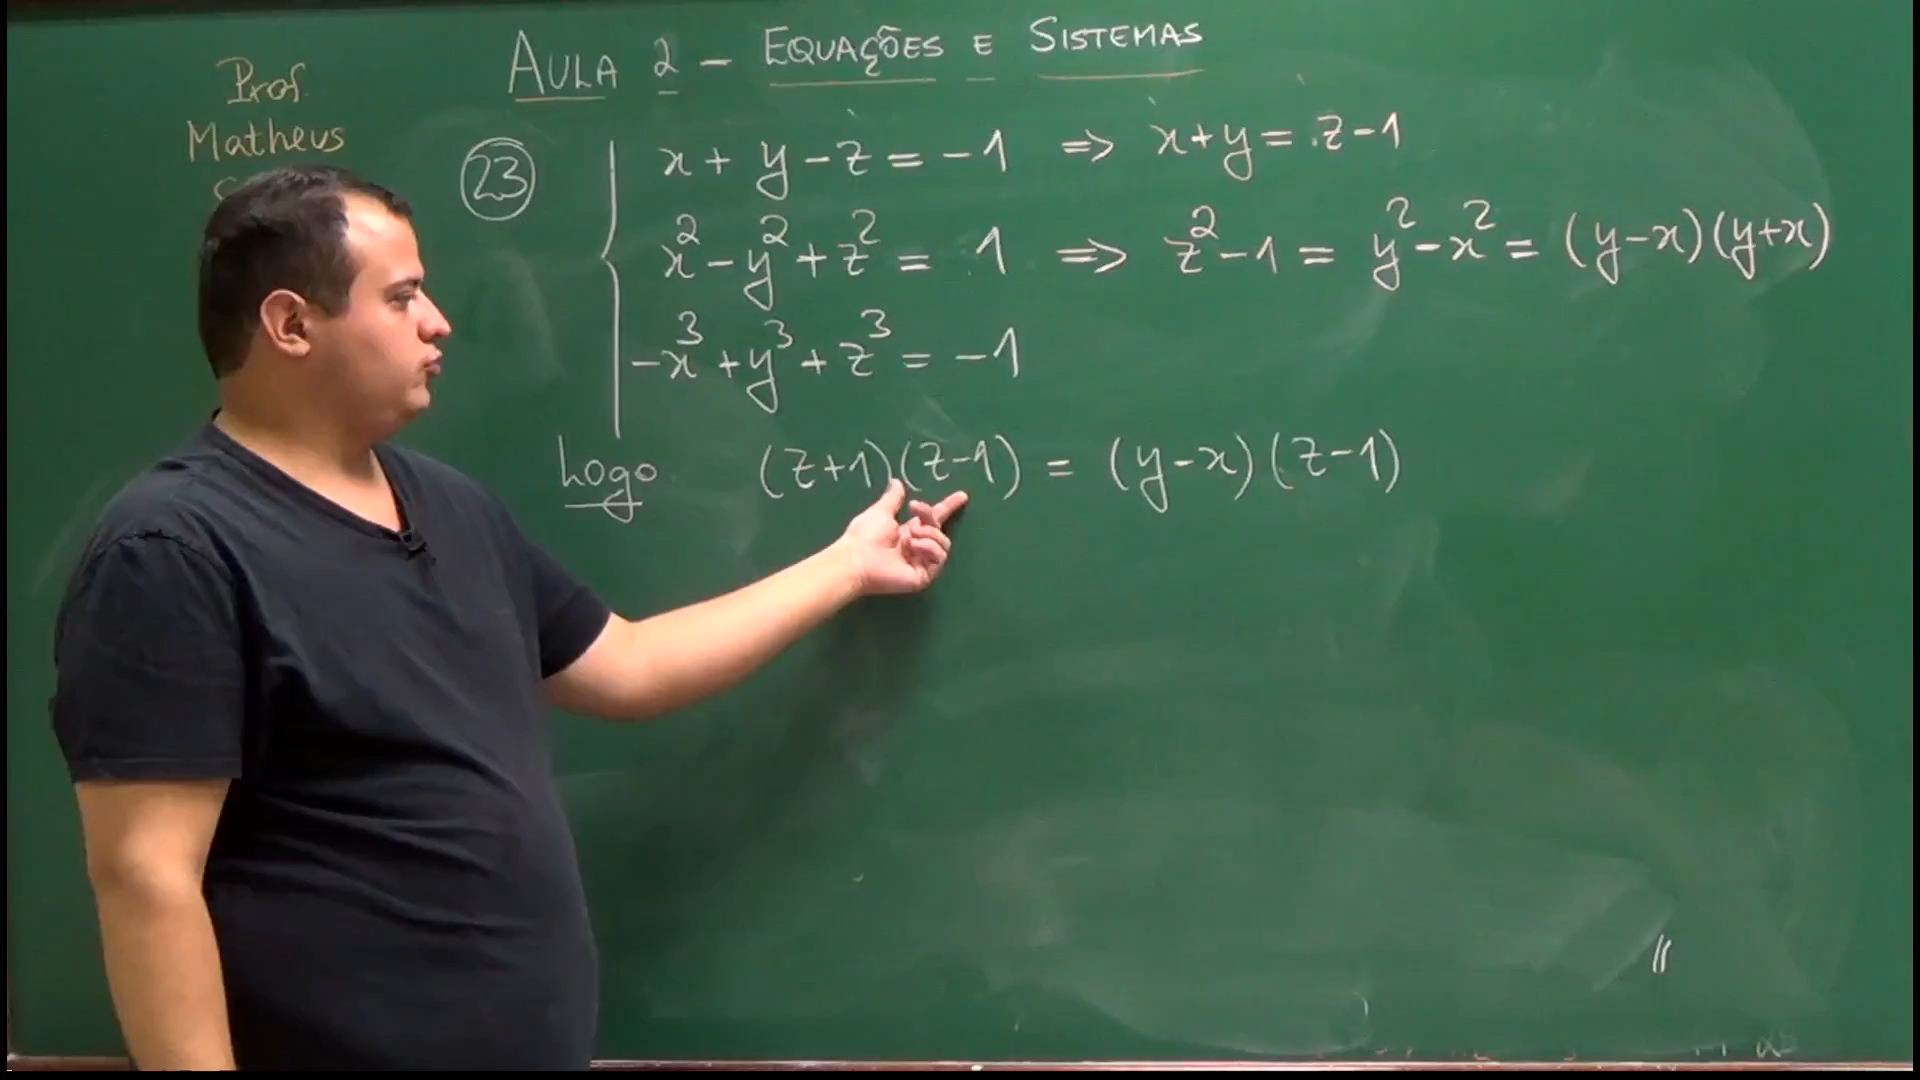 AULA 2 – EQUAÇÕES E SISTEMAS
Prof.
Matheus
23
x + y - z = -1 ⇒ x + y = z - 1
x² - y² + z² = 1 ⇒ z² - 1 = y² - x² = (y-x)(y+x)
-x³ + y³ + z³ = -1
Logo (z+1)(z-1) = (y-x)(z-1)